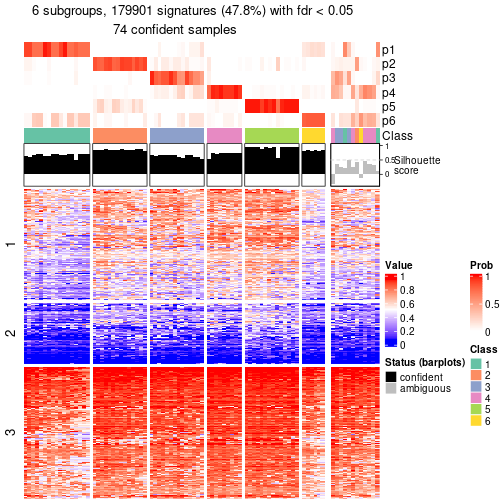 6 subgroups, 179901 signatures (47.8%) with fdr < 0.05
74 confident samples
p1
p2
p3
p4
p5
p6
Class
1
0.5
0
Silhouette
score
1
2
3
Value
1
0.8
0.6
0.4
0.2
0
Status (barplots)
confident
ambiguous
Prob
1
0.5
0
Class
1
2
3
4
5
6